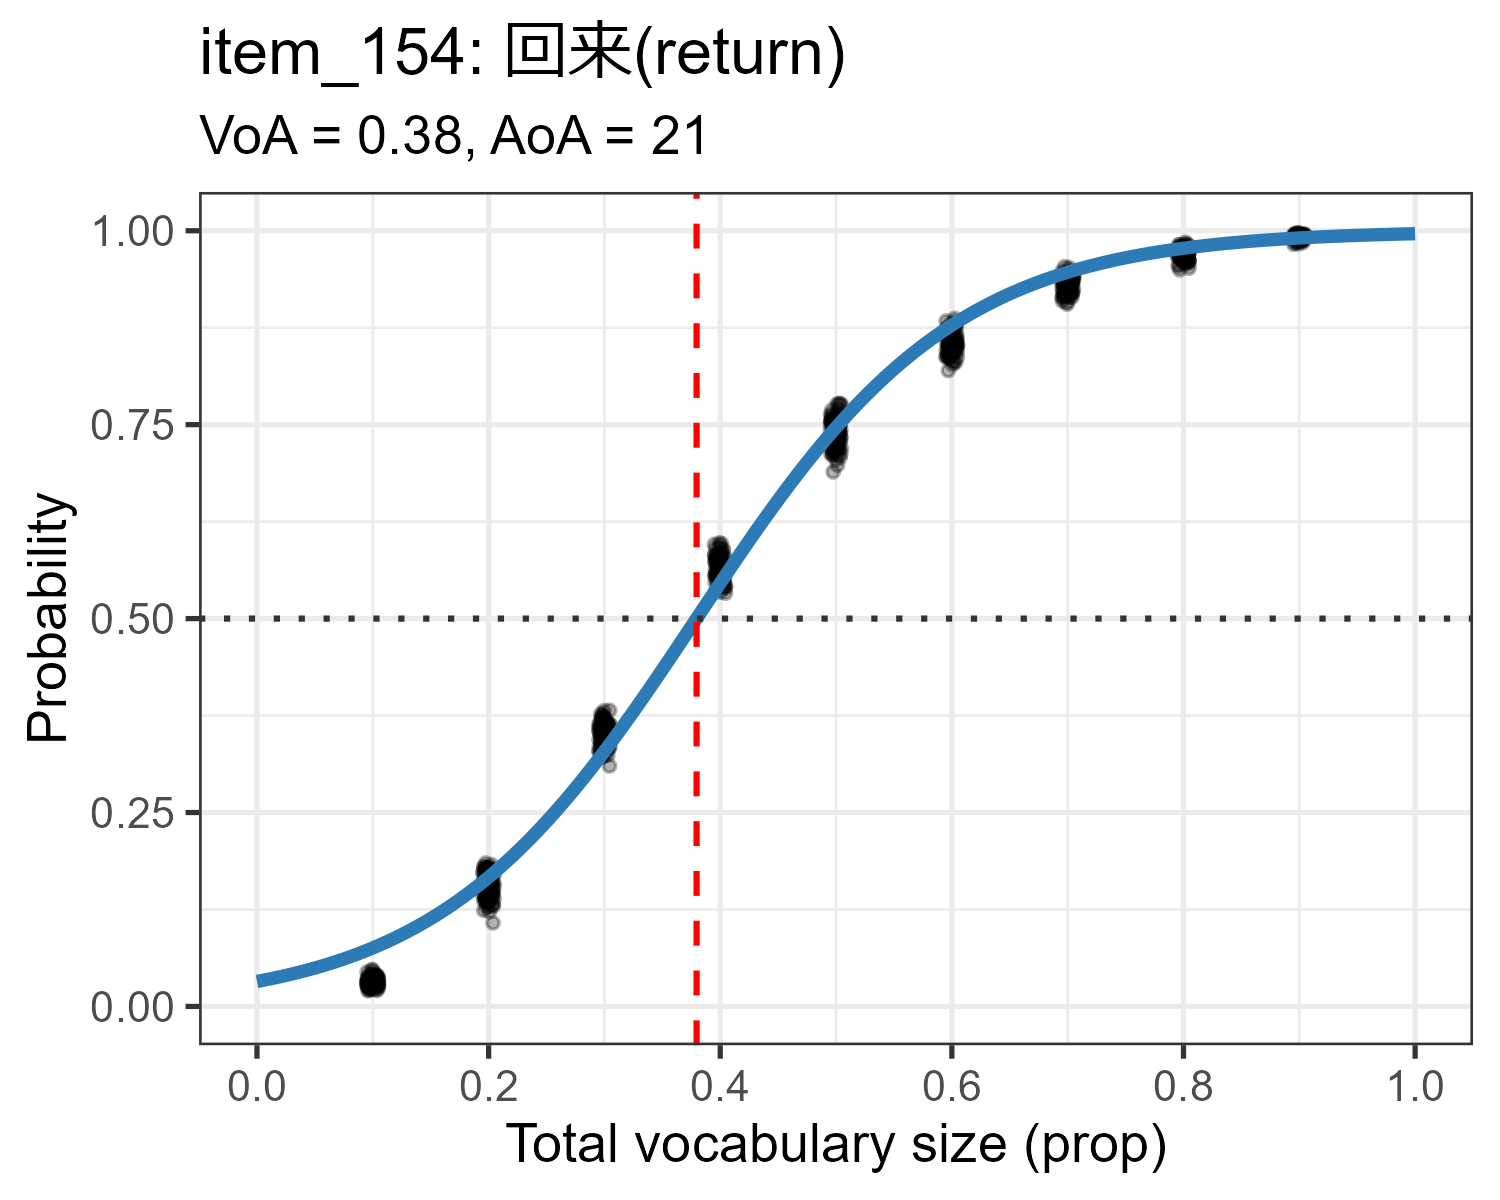 item_154: 回来(return)
VoA = 0.38, AoA = 21
1.00
0.75
0.50
0.25
0.00
Probability
0.0 0.2 0.4 0.6 0.8 1.0
Total vocabulary size (prop)